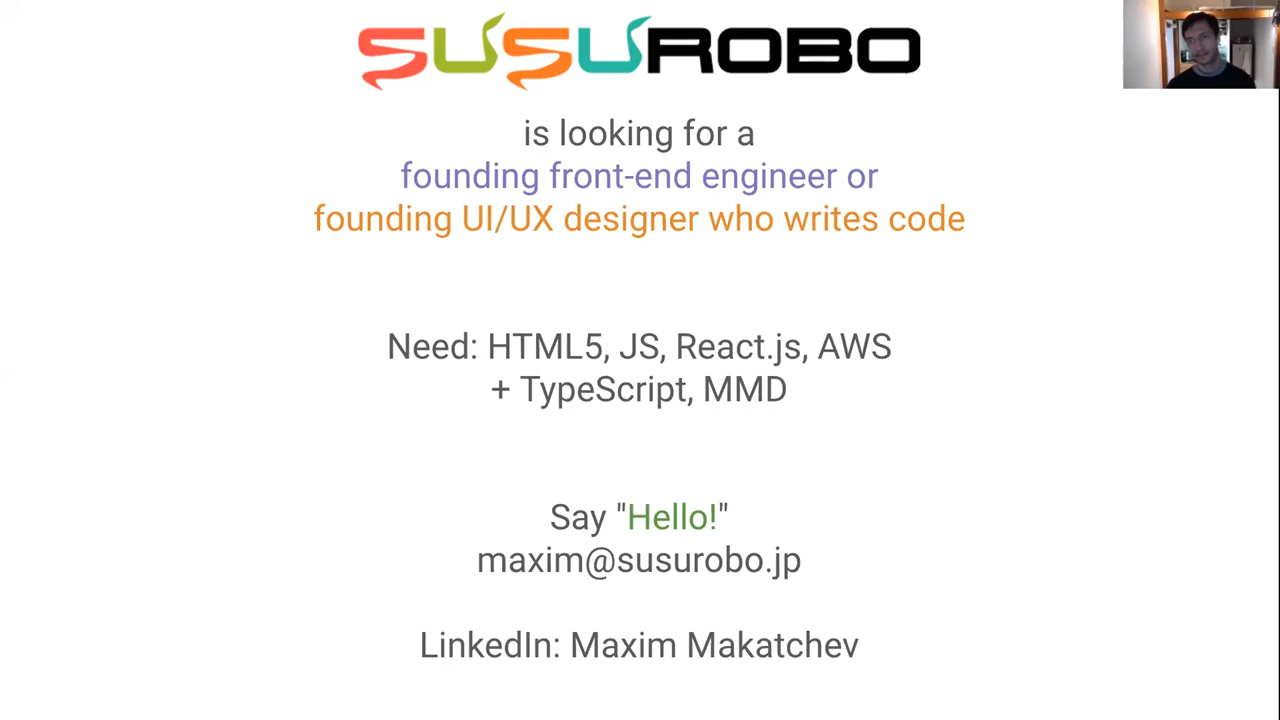 SUSUROBO
is looking for a
founding front-end engineer or
founding UI/UX designer who writes code
Need: HTML5, JS, React.js, AWS
+ TypeScript, MMD
Say "Hello!"
maxim@susurobo.jp
LinkedIn: Maxim Makatchev